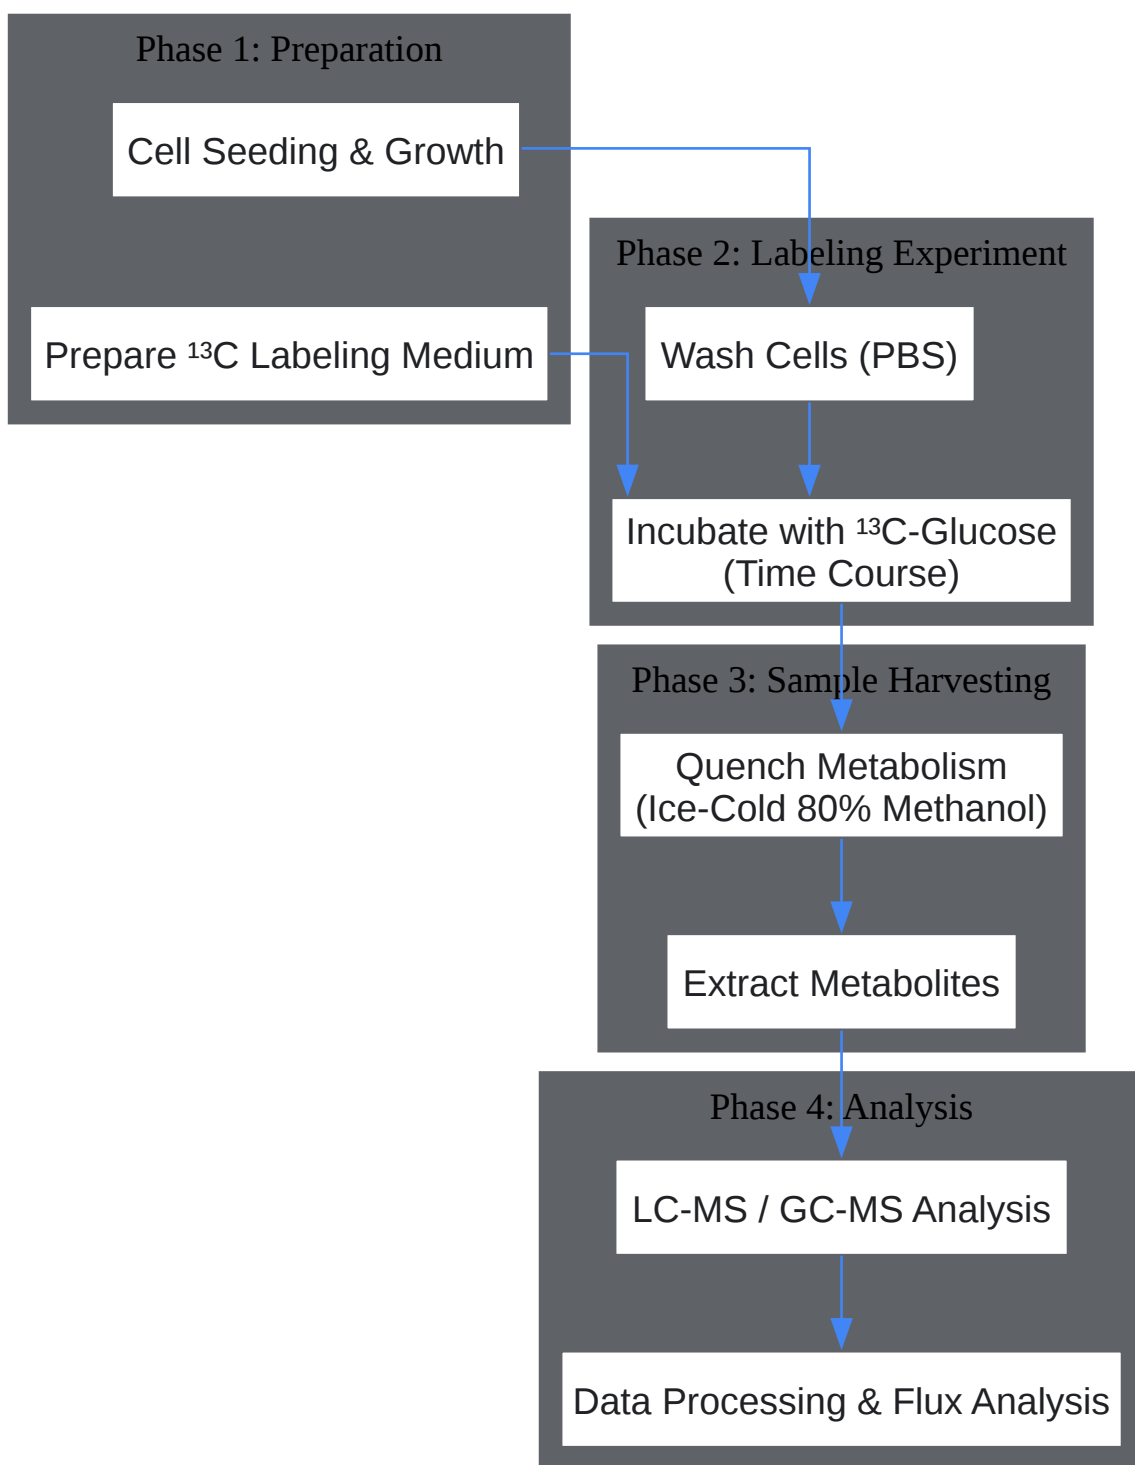 Phase 1: Preparation
Cell Seeding & Growth
Prepare ¹³C Labeling Medium
Phase 2: Labeling Experiment
Wash Cells (PBS)
Incubate with ¹³C-Glucose
(Time Course)
Phase 3: Sample Harvesting
Quench Metabolism
(Ice-Cold 80% Methanol)
Extract Metabolites
Phase 4: Analysis
LC-MS / GC-MS Analysis
Data Processing & Flux Analysis